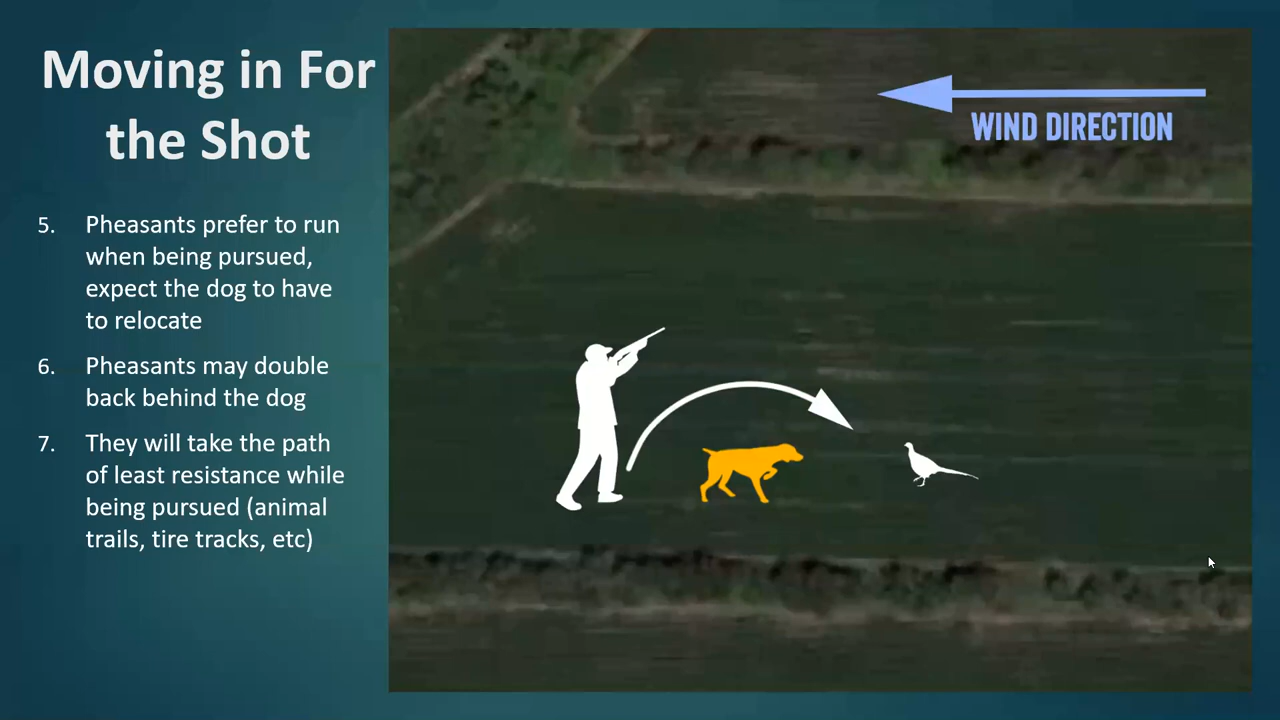 Moving in For
the Shot
5. Pheasants prefer to run
when being pursued,
expect the dog to have
to relocate
6. Pheasants may double
back behind the dog
7. They will take the path
of least resistance while
being pursued (animal
trails, tire tracks, etc)
WIND DIRECTION